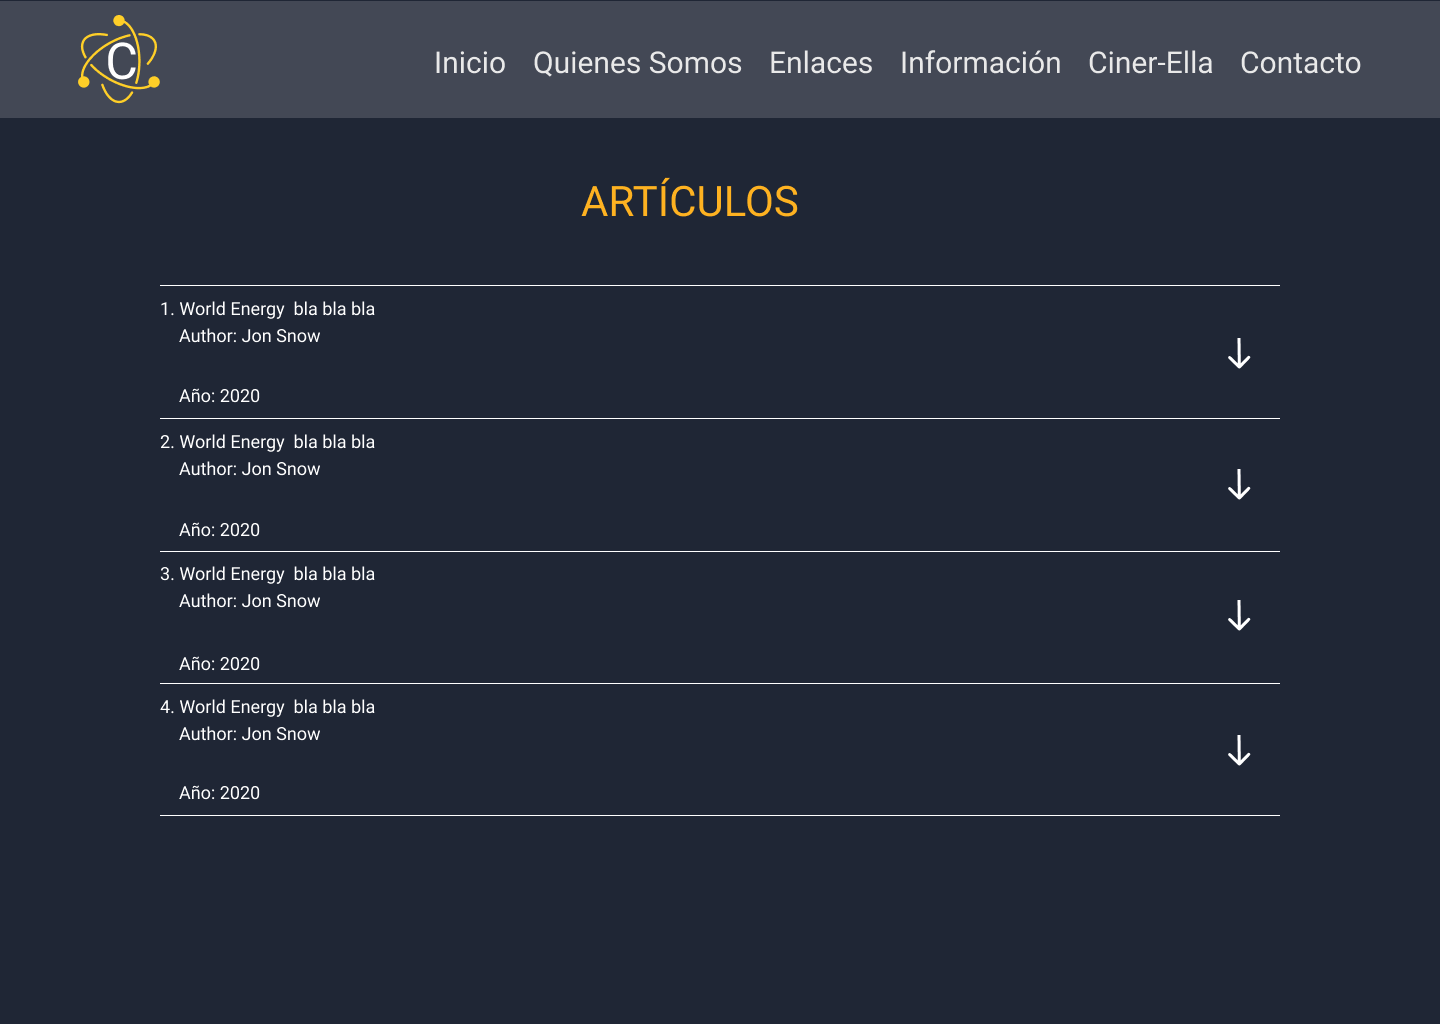 C
Inicio Quienes Somos Enlaces Información Ciner-Ella Contacto
ARTÍCULOS
1. World Energy  bla bla bla
Author: Jon Snow
Año: 2020
2. World Energy  bla bla bla
Author: Jon Snow
Año: 2020
3. World Energy  bla bla bla
Author: Jon Snow
Año: 2020
4. World Energy  bla bla bla
Author: Jon Snow
Año: 2020